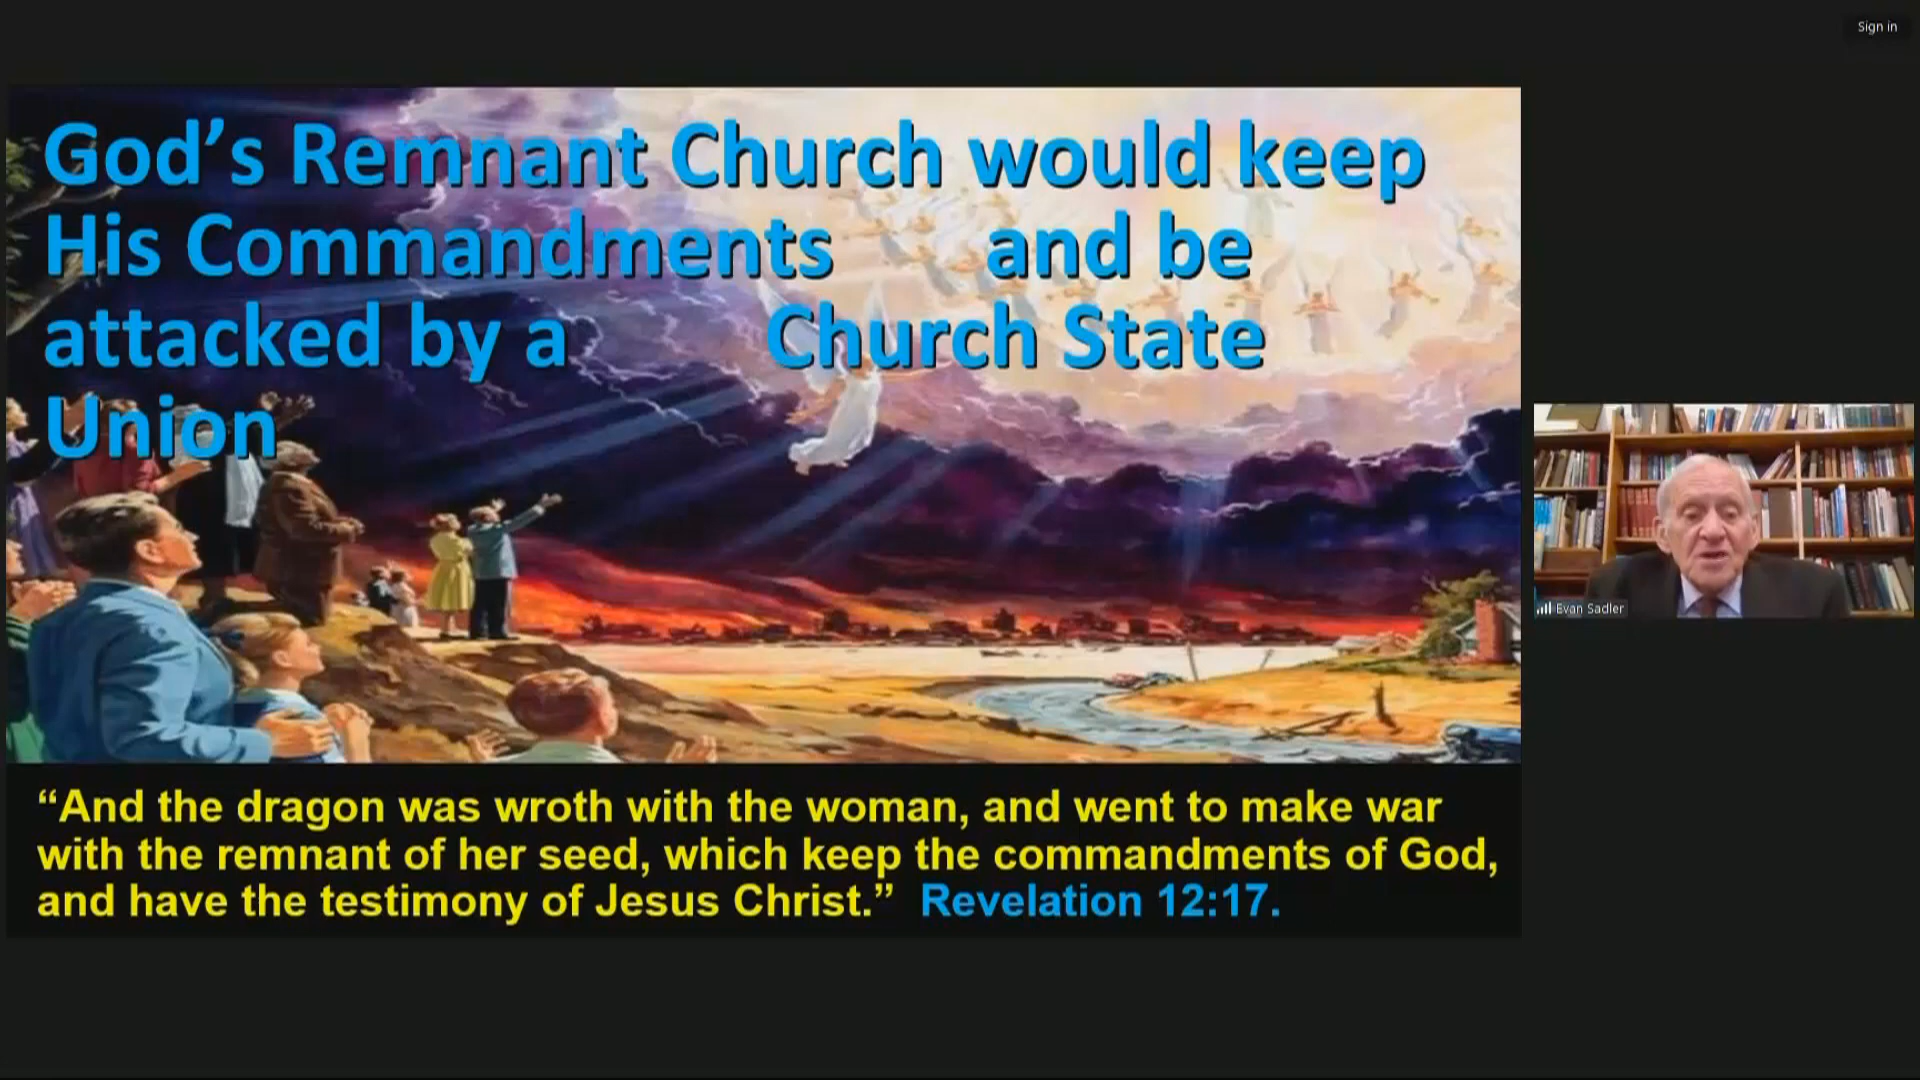 Sign in
God’s Remnant Church would keep
His Commandments and be
attacked by a Church State
Union
Evan Sadler
“And the dragon was wroth with the woman, and went to make war
with the remnant of her seed, which keep the commandments of God,
and have the testimony of Jesus Christ.” Revelation 12:17.